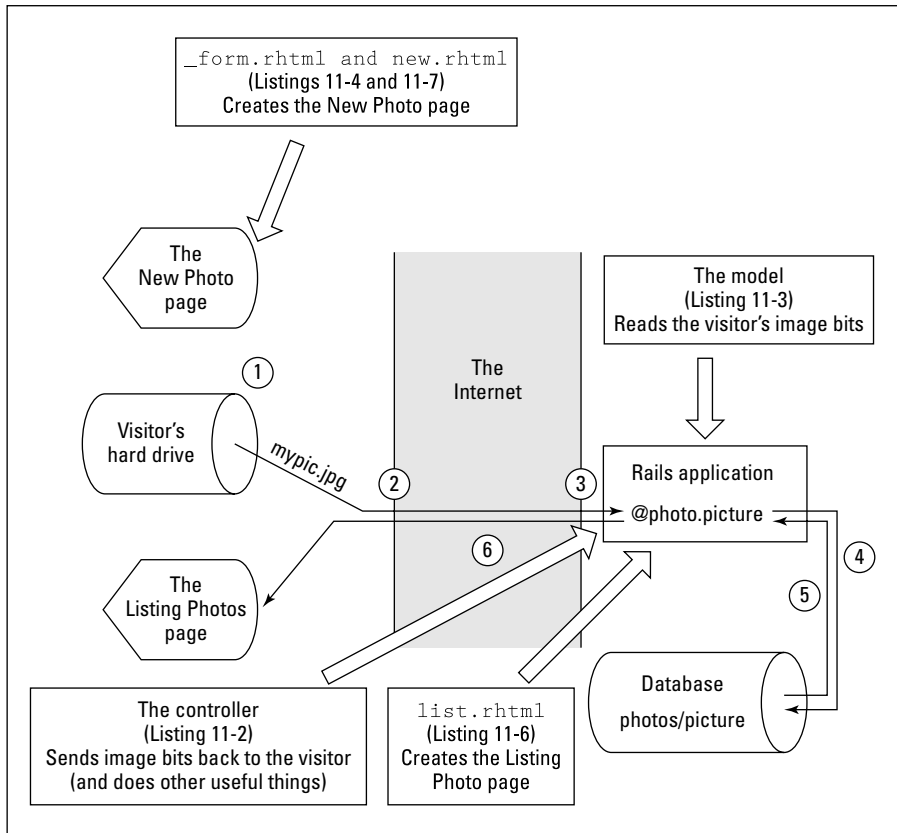 _form.rhtml and new.rhtml
(Listings 11-4 and 11-7)
Creates the New Photo page
The
New Photo
page
The model
(Listing 11-3)
Reads the visitor's image bits
The
Internet
1
Visitor's
hard drive
mypic.jpg
2
3
Rails application
@photo.picture
6
4
5
The
Listing Photos
page
Database
photos/picture
The controller
(Listing 11-2)
Sends image bits back to the visitor
(and does other useful things)
list.rhtml
(Listing 11-6)
Creates the Listing
Photo page